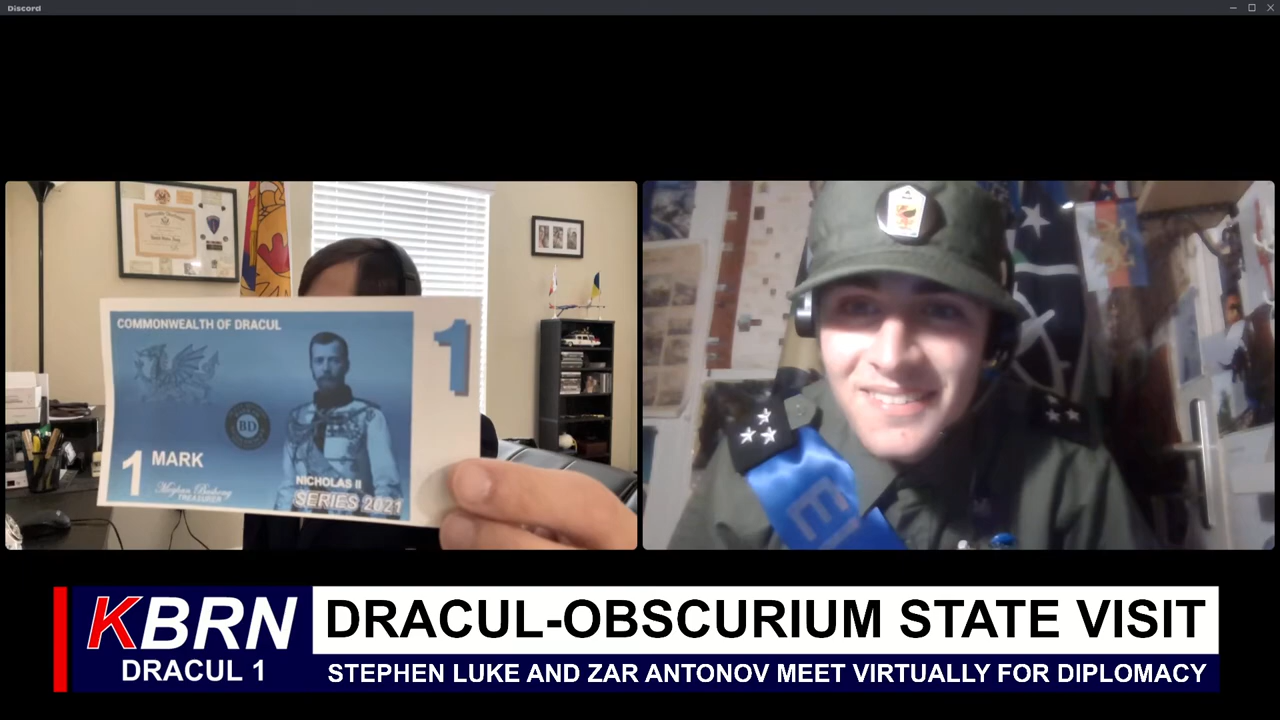 Discord
COMMONWEALTH OF DRACUL
1
BD
1 MARK
NICHOLAS II
TREASURER
SERIES 2021
KBRN
DRACUL 1
DRACUL-OBSCURIUM STATE VISIT
STEPHEN LUKE AND ZAR ANTONOV MEET VIRTUALLY FOR DIPLOMACY